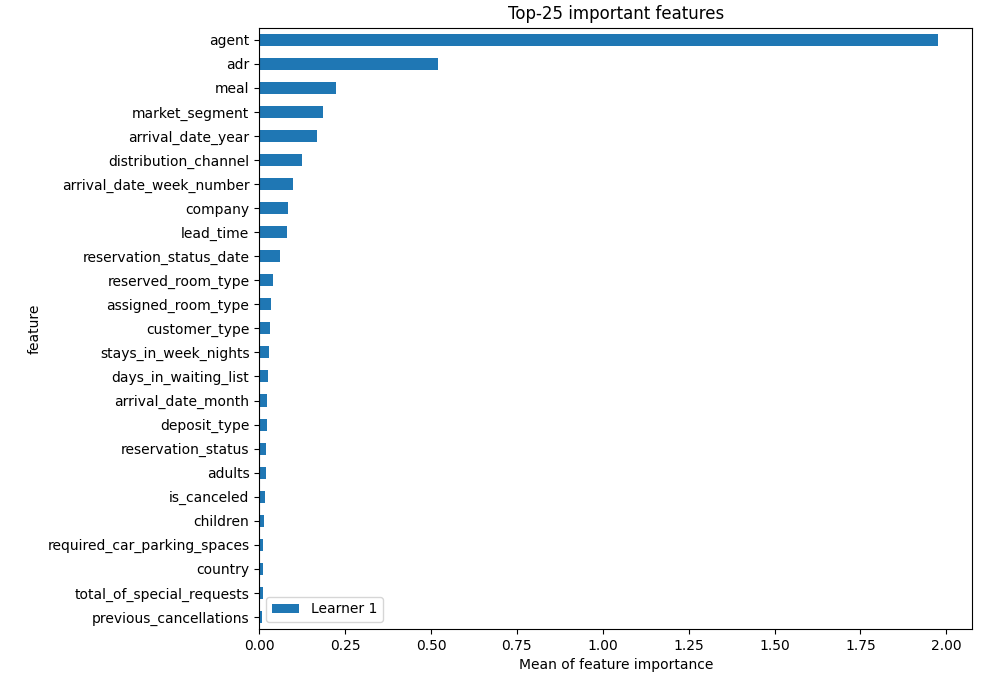 Top-25 important features
agent
adr
meal
market_segment
arrival_date_year
distribution_channel
arrival_date_week_number
company
lead_time
reservation_status_date
reserved_room_type
assigned_room_type
customer_type
stays_in_week_nights
days_in_waiting_list
arrival_date_month
deposit_type
reservation_status
adults
is_canceled
children
required_car_parking_spaces
country
total_of_special_requests
previous_cancellations
feature
Learner 1
0.00 0.25 0.50 0.75 1.00 1.25 1.50 1.75 2.00
Mean of feature importance